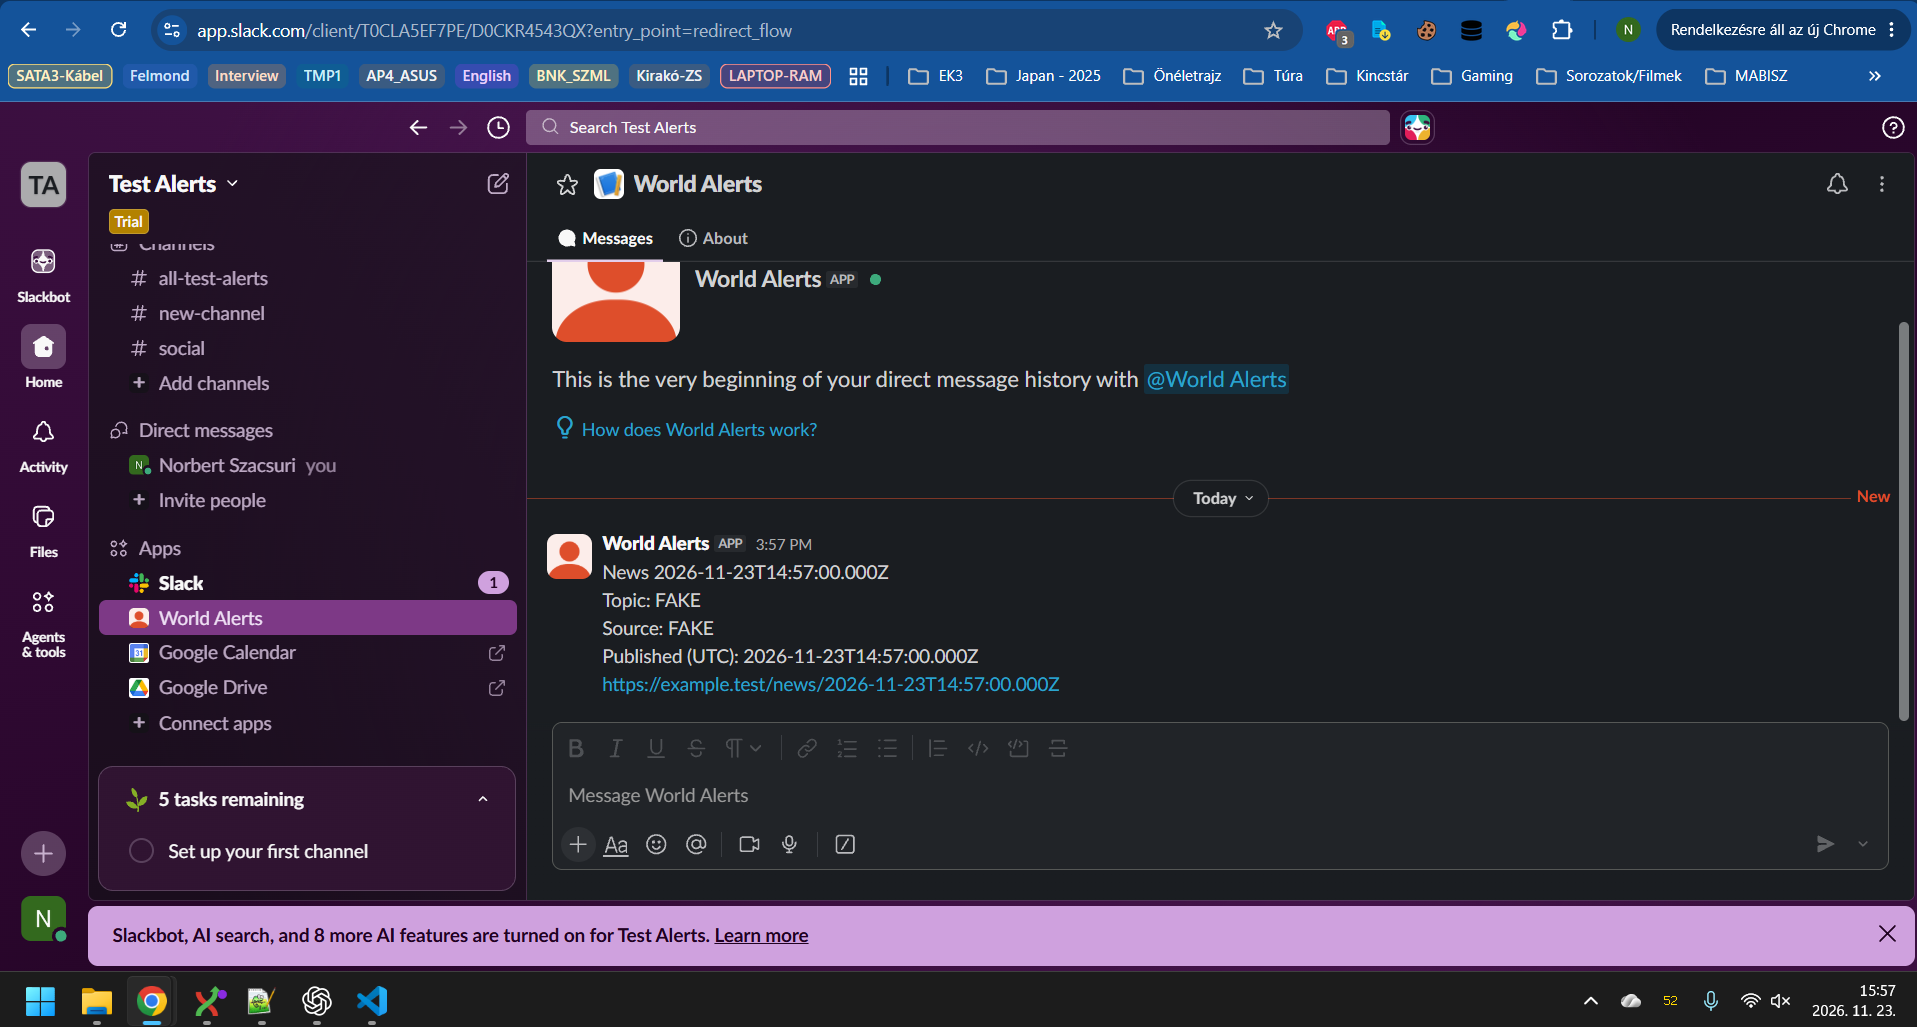 app.slack.com/client/T0CLA5EF7PE/D0CKR4543QX?entry_point=redirect_flow
3
N
Rendelkezésre áll az új Chrome
SATA3-Kábel
Felmond
Interview
TMP1
AP4_ASUS
English
BNK_SZML
Kirakó-ZS
LAPTOP-RAM
EK3
Japan - 2025
Önéletrajz
Túra
Kincstár
Gaming
Sorozatok/Filmek
MABISZ
Search Test Alerts
TA
Slackbot
Home
Activity
Files
Agents
& tools
N
Test Alerts
Trial
Channels
# all-test-alerts
# new-channel
# social
+ Add channels
Direct messages
N Norbert Szacsuri you
+ Invite people
Apps
Slack 1
World Alerts
31 Google Calendar
Google Drive
+ Connect apps
5 tasks remaining
Set up your first channel
World Alerts
Messages
About
World Alerts APP
This is the very beginning of your direct message history with @World Alerts
How does World Alerts work?
Today
New
World Alerts APP 3:57 PM
News 2026-11-23T14:57:00.000Z
Topic: FAKE
Source: FAKE
Published (UTC): 2026-11-23T14:57:00.000Z
https://example.test/news/2026-11-23T14:57:00.000Z
Message World Alerts
Slackbot, AI search, and 8 more AI features are turned on for Test Alerts. Learn more
52
15:57
2026. 11. 23.